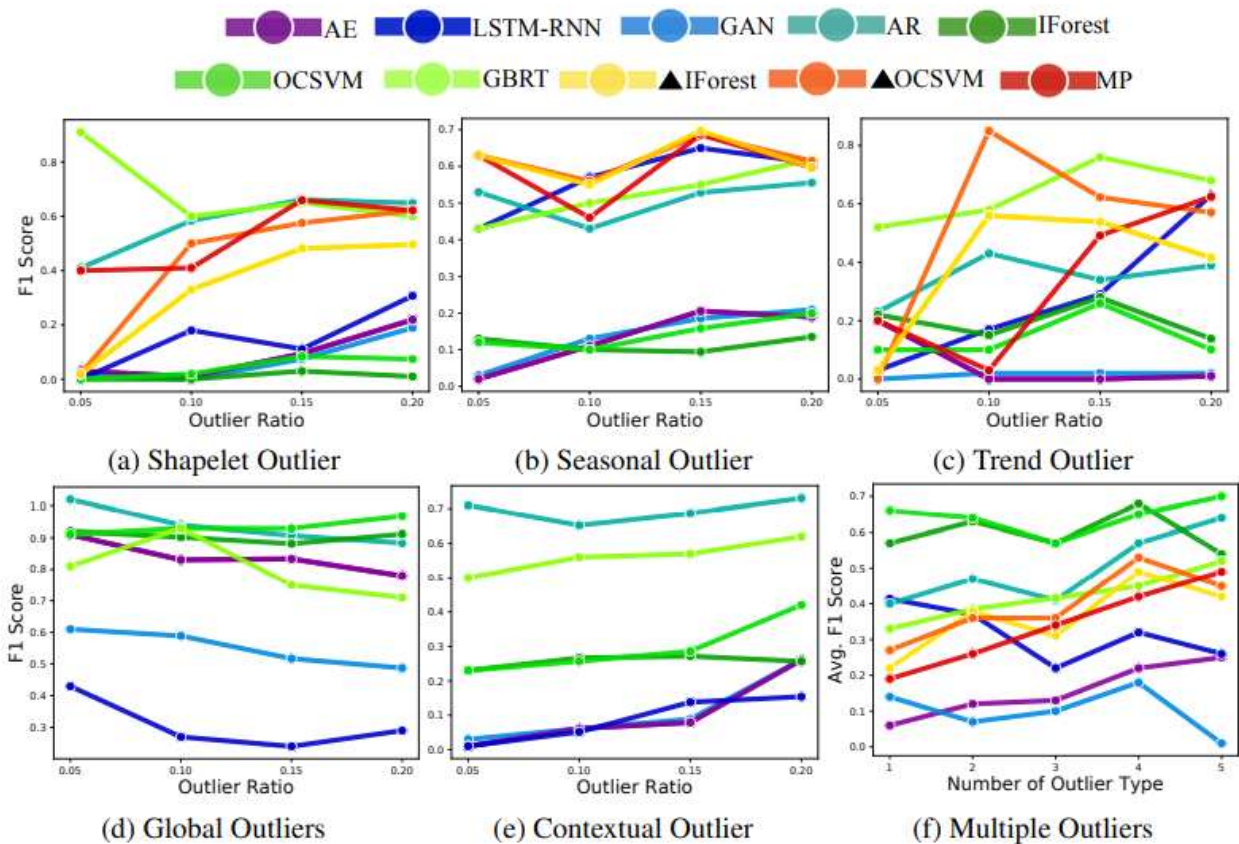 AE LSTM-RNN GAN AR IForest
OCSVM GBRT ▲IForest ▲OCSVM MP
F1 Score
0.8
0.6
0.4
0.2
0.0
0.05 0.10 0.15 0.20
Outlier Ratio
(a) Shapelet Outlier
0.7
0.6
0.5
0.4
0.3
0.2
0.1
0.0
0.05 0.10 0.15 0.20
Outlier Ratio
(b) Seasonal Outlier
0.8
0.6
0.4
0.2
0.0
0.05 0.10 0.15 0.20
Outlier Ratio
(c) Trend Outlier
F1 Score
1.0
0.9
0.8
0.7
0.6
0.5
0.4
0.3
0.05 0.10 0.15 0.20
Outlier Ratio
(d) Global Outliers
0.7
0.6
0.5
0.4
0.3
0.2
0.1
0.0
0.05 0.10 0.15 0.20
Outlier Ratio
(e) Contextual Outlier
Avg. F1 Score
0.7
0.6
0.5
0.4
0.3
0.2
0.1
0.0
1 2 3 4 5
Number of Outlier Type
(f) Multiple Outliers